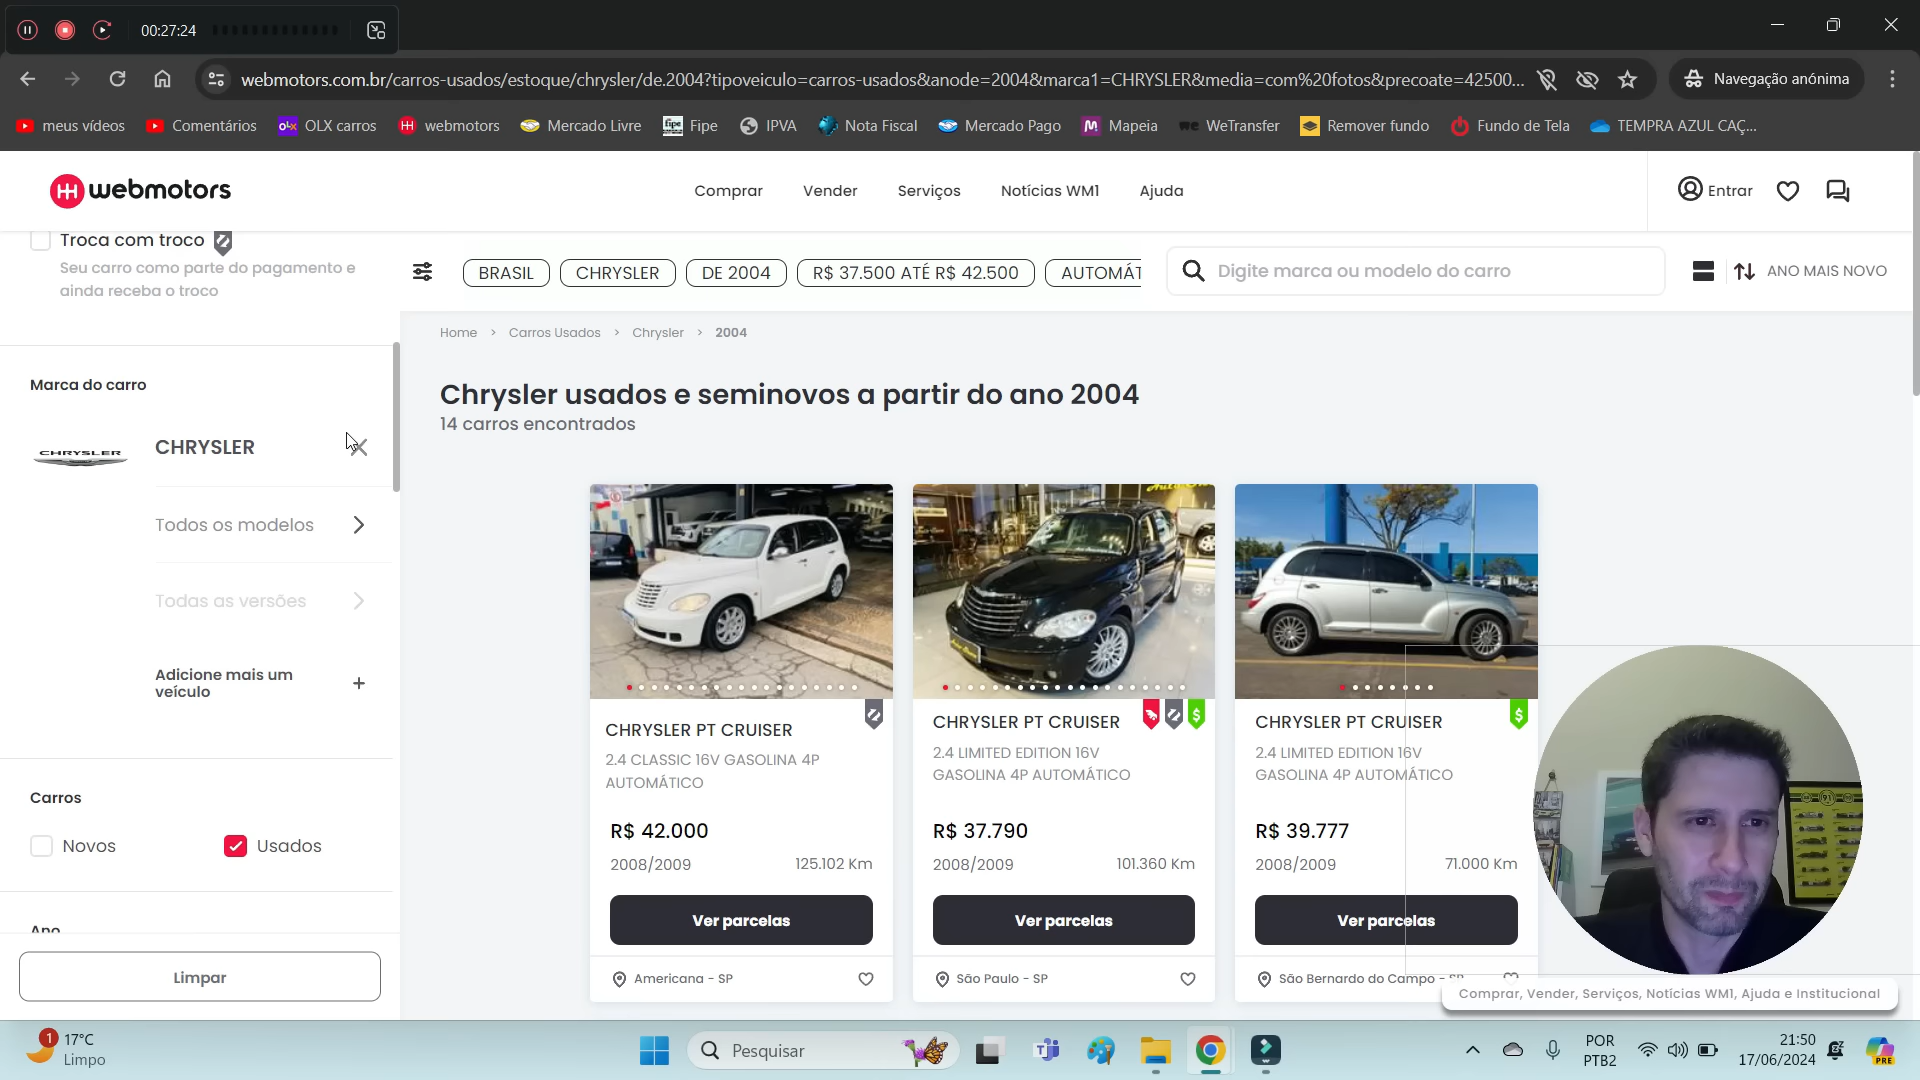 00:27:24
webmotors.com.br/carros-usados/estoque/chrysler/de.2004?tipoveiculo=carros-usados&anode=2004&marca1=CHRYSLER&media=com%20fotos&precoate=42500...
Navegação anónima
meus vídeos
Comentários
OLX carros
webmotors
Mercado Livre
Fipe
IPVA
Nota Fiscal
Mercado Pago
Mapeia
WeTransfer
Remover fundo
Fundo de Tela
TEMPRA AZUL CAÇ...
webmotors
Comprar
Vender
Serviços
Notícias WM1
Ajuda
Entrar
Troca com troco
Seu carro como parte do pagamento e
ainda receba o troco
BRASIL
CHRYSLER
DE 2004
R$ 37.500 ATÉ R$ 42.500
AUTOMÁT
Digite marca ou modelo do carro
ANO MAIS NOVO
Home > Carros Usados > Chrysler > 2004
Marca do carro
CHRYSLER
CHRYSLER
Todos os modelos
Todas as versões
Adicione mais um
veículo
Carros
Novos
Usados
Ano
Limpar
Chrysler usados e seminovos a partir do ano 2004
14 carros encontrados
CHRYSLER PT CRUISER
2.4 CLASSIC 16V GASOLINA 4P
AUTOMÁTICO
R$ 42.000
2008/2009
125.102 Km
Ver parcelas
Americana - SP
CHRYSLER PT CRUISER
2.4 LIMITED EDITION 16V
GASOLINA 4P AUTOMÁTICO
R$ 37.790
2008/2009
101.360 Km
Ver parcelas
São Paulo - SP
CHRYSLER PT CRUISER
2.4 LIMITED EDITION 16V
GASOLINA 4P AUTOMÁTICO
R$ 39.777
2008/2009
71.000 Km
Ver parcelas
São Bernardo do Campo - SP
Comprar, Vender, Serviços, Notícias WM1, Ajuda e Institucional
1
17°C
Limpo
Pesquisar
POR
PTB2
21:50
17/06/2024
PRE